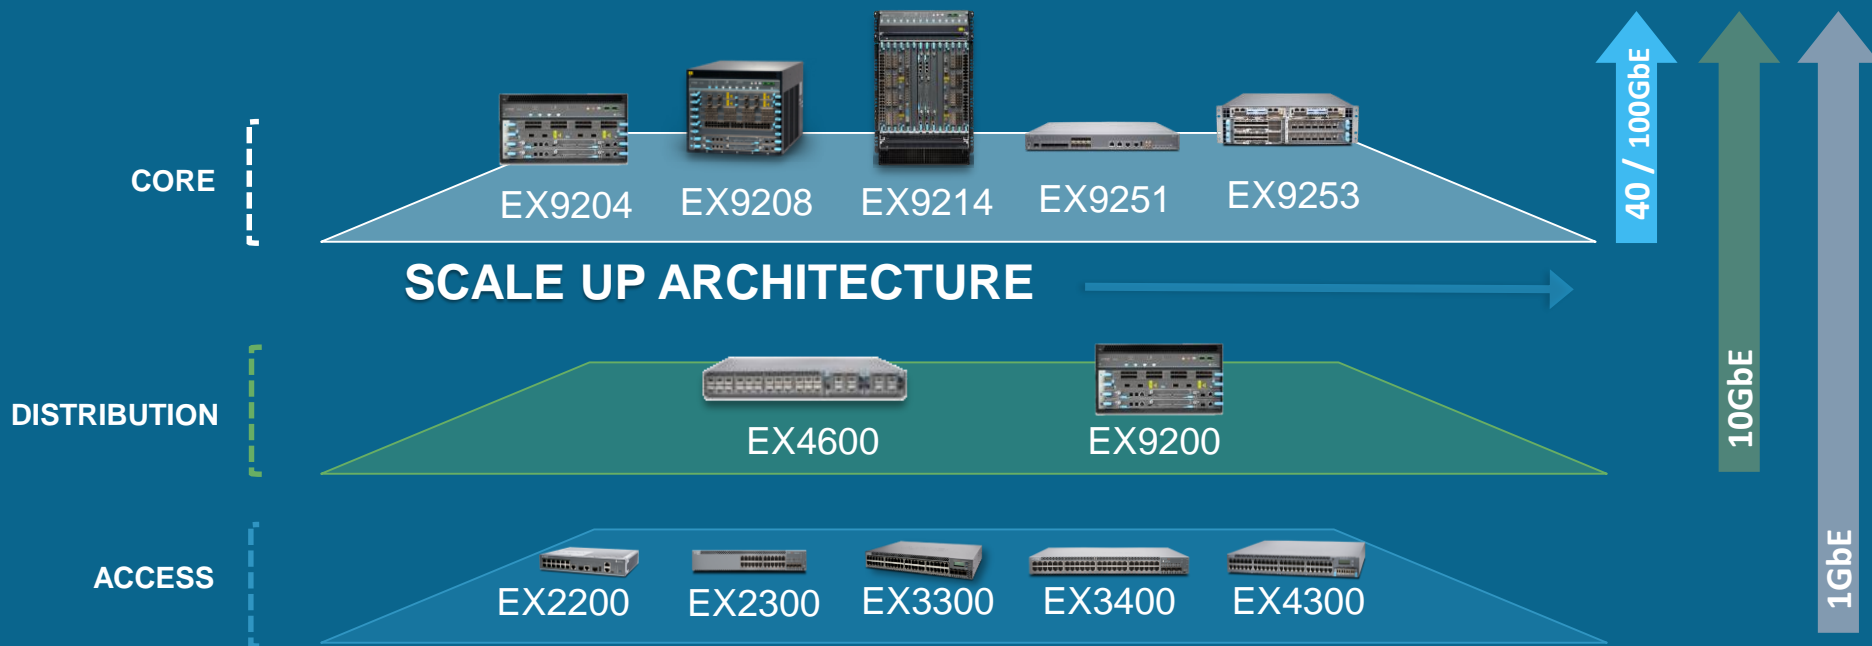 CORE
EX9204
EX9208
EX9214
EX9251
EX9253
40 / 100GbE
SCALE UP ARCHITECTURE
DISTRIBUTION
EX4600
EX9200
10GbE
ACCESS
EX2200
EX2300
EX3300
EX3400
EX4300
1GbE